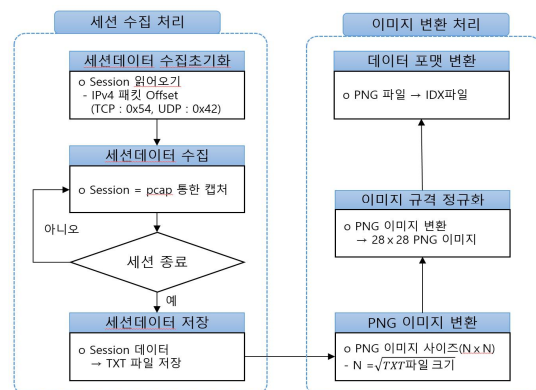 세션 수집 처리
세션데이터 수집초기화
o Session 읽어오기
- IPv4 패킷 Offset
(TCP : 0x54, UDP : 0x42)
세션데이터 수집
o Session = pcap 통한 캡처
아니오
세션 종료
예
세션데이터 저장
o Session 데이터
→ TXT 파일 저장
이미지 변환 처리
데이터 포맷 변환
o PNG 파일 → IDX파일
이미지 규격 정규화
o PNG 이미지 변환
→ 28 x 28 PNG 이미지
PNG 이미지 변환
o PNG 이미지 사이즈(N x N)
- N =√TXT파일 크기